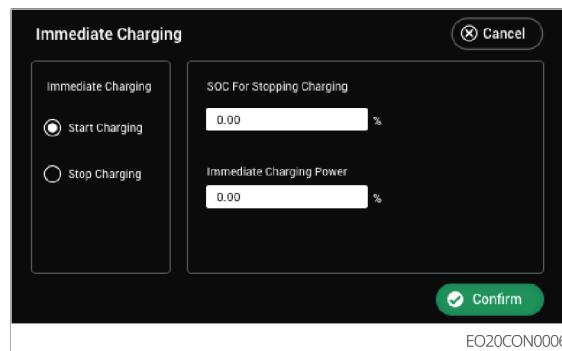 Immediate Charging
Cancel
Immediate Charging
Start Charging
Stop Charging
SOC For Stopping Charging
0.00 %
Immediate Charging Power
0.00 %
Confirm
EO20CON0006